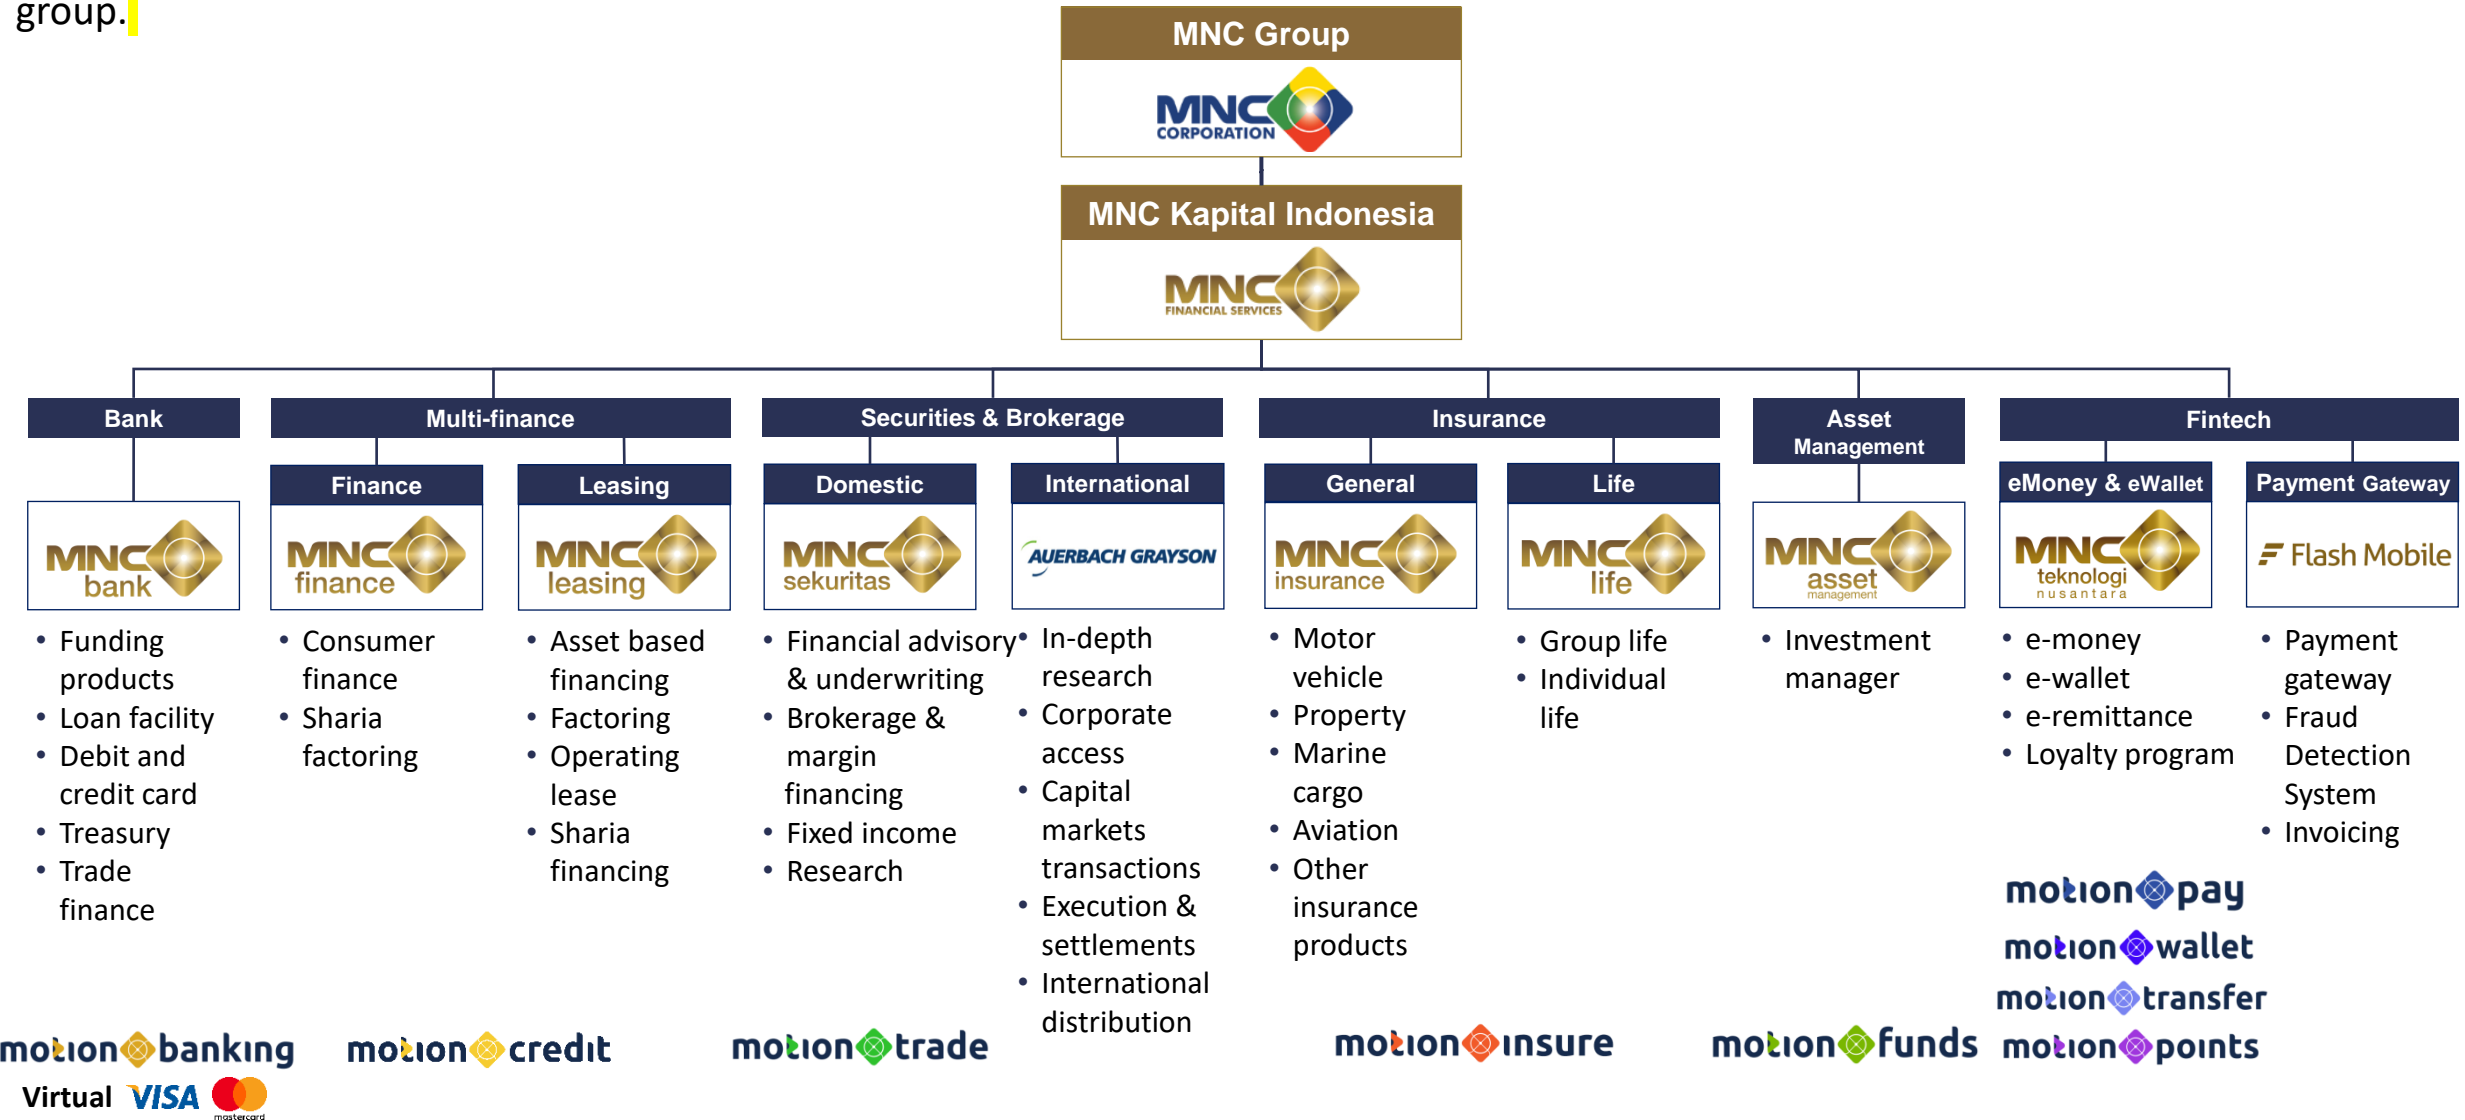 group.
MNC Group
MNC
CORPORATION
MNC Kapital Indonesia
MNC
FINANCIAL SERVICES
Bank
Multi-finance
Securities & Brokerage
Insurance
Asset
Management
Fintech
Finance
Leasing
Domestic
International
General
Life
eMoney & eWallet
Payment Gateway
MNC
bank
MNC
finance
MNC
leasing
MNC
sekuritas
AUERBACH GRAYSON
MNC
insurance
MNC
life
MNC
asset
management
MNC
teknologi
nusantara
Flash Mobile
• Funding
products
• Loan facility
• Debit and
credit card
• Treasury
• Trade
finance
• Consumer
finance
• Sharia
factoring
• Asset based
financing
• Factoring
• Operating
lease
• Sharia
financing
• Financial advisory
& underwriting
• Brokerage &
margin
financing
• Fixed income
• Research
• In-depth
research
• Corporate
access
• Capital
markets
transactions
• Execution &
settlements
• International
distribution
• Motor
vehicle
• Property
• Marine
cargo
• Aviation
• Other
insurance
products
• Group life
• Individual
life
• Investment
manager
• e-money
• e-wallet
• e-remittance
• Loyalty program
• Payment
gateway
• Fraud
Detection
System
• Invoicing
motion pay
motion wallet
motion transfer
motion points
motion banking
motion credit
motion trade
motion insure
motion funds
Virtual VISA
mastercard